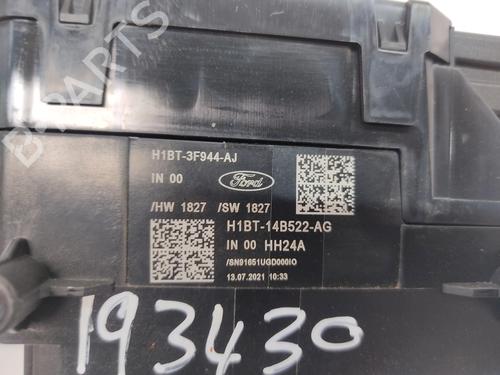 B-PARTS
H1BT-3F944-AJ
IN 00
Ford
/HW 1827 /SW 1827
H1BT-14B522-AG
IN 00 HH24A
/SN91651UGD000IO
13.07.2021 10:33
193430